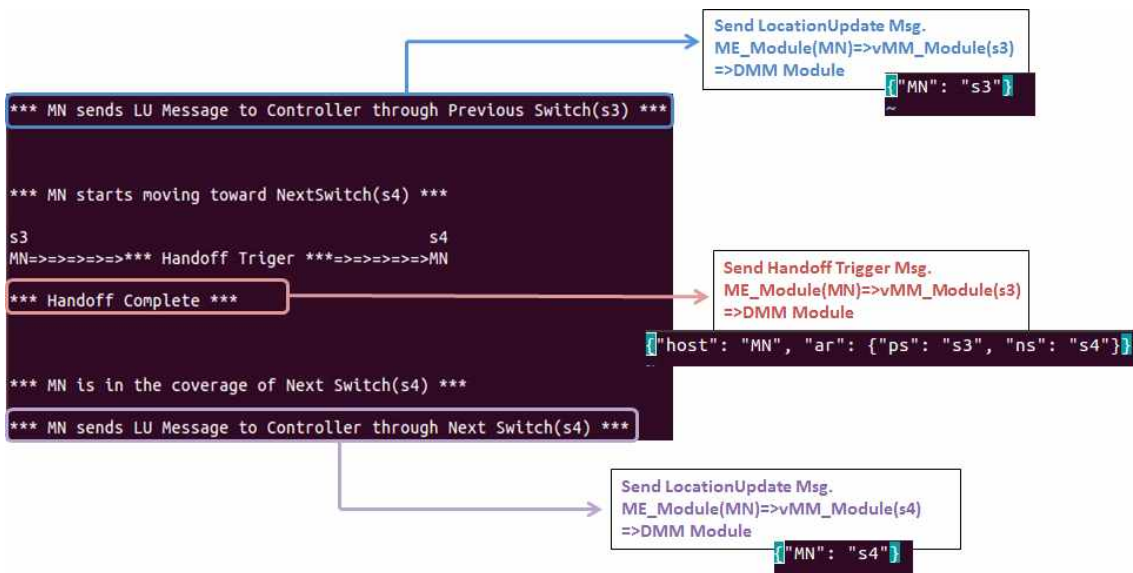 Send LocationUpdate Msg.
ME_Module(MN)=>vMM_Module(s3)
=>DMM Module
{"MN": "s3"}
~
*** MN sends LU Message to Controller through Previous Switch(s3) ***
*** MN starts moving toward NextSwitch(s4) ***
s3 s4
MN=>=>=>=>=>*** Handoff Triger ***=>=>=>=>=>MN
*** Handoff Complete ***
Send Handoff Trigger Msg.
ME_Module(MN)=>vMM_Module(s3)
=>DMM Module
{"host": "MN", "ar": {"ps": "s3", "ns": "s4"}}
*** MN is in the coverage of Next Switch(s4) ***
*** MN sends LU Message to Controller through Next Switch(s4) ***
Send LocationUpdate Msg.
ME_Module(MN)=>vMM_Module(s4)
=>DMM Module
{"MN": "s4"}